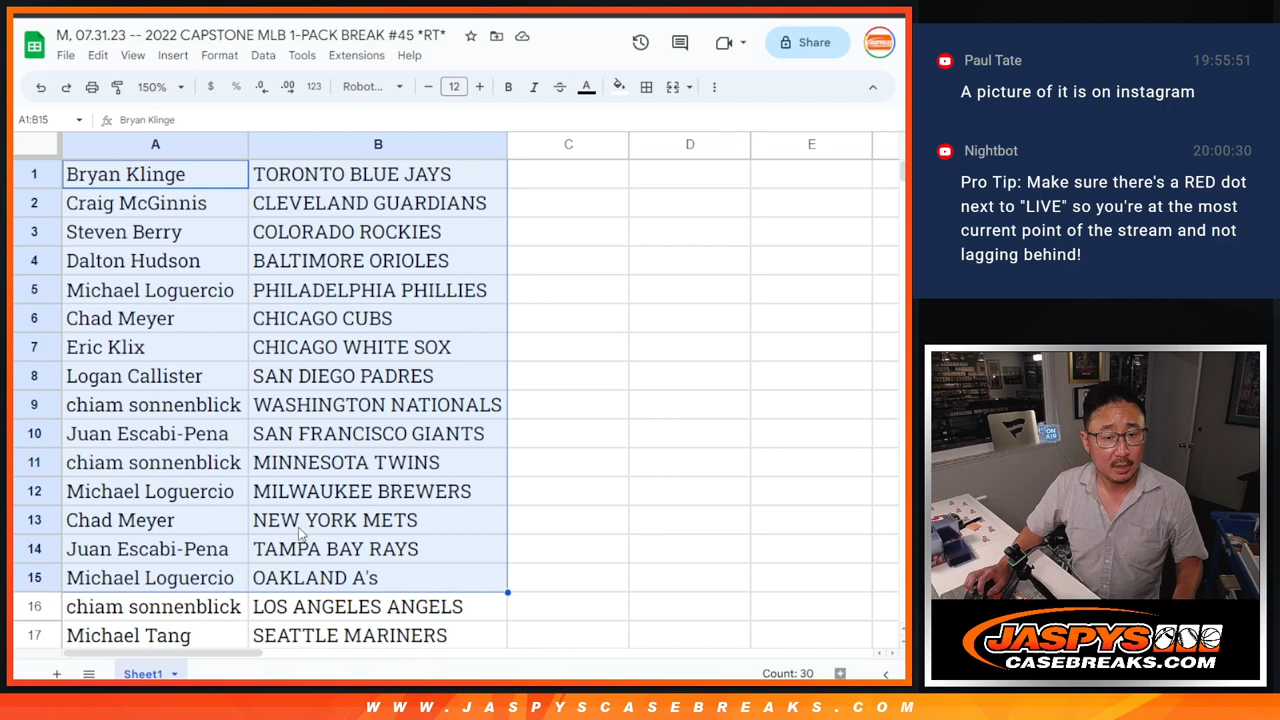 M, 07.31.23 -- 2022 CAPSTONE MLB 1-PACK BREAK #45 *RT*
File Edit View Insert Format Data Tools Extensions Help
Share
150% $ % .0 .00 123 Robot... 12 B I A
A1:B15 fx Bryan Klinge
A B C D E
1 Bryan Klinge TORONTO BLUE JAYS
2 Craig McGinnis CLEVELAND GUARDIANS
3 Steven Berry COLORADO ROCKIES
4 Dalton Hudson BALTIMORE ORIOLES
5 Michael Loguercio PHILADELPHIA PHILLIES
6 Chad Meyer CHICAGO CUBS
7 Eric Klix CHICAGO WHITE SOX
8 Logan Callister SAN DIEGO PADRES
9 chiam sonnenblick WASHINGTON NATIONALS
10 Juan Escabi-Pena SAN FRANCISCO GIANTS
11 chiam sonnenblick MINNESOTA TWINS
12 Michael Loguercio MILWAUKEE BREWERS
13 Chad Meyer NEW YORK METS
14 Juan Escabi-Pena TAMPA BAY RAYS
15 Michael Loguercio OAKLAND A's
16 chiam sonnenblick LOS ANGELES ANGELS
17 Michael Tang SEATTLE MARINERS
Sheet1 Count: 30
Paul Tate 19:55:51
A picture of it is on instagram
Nightbot 20:00:30
Pro Tip: Make sure there's a RED dot
next to "LIVE" so you're at the most
current point of the stream and not
lagging behind!
ON AIR
JASPYS
CASEBREAKS.COM
WWW.JASPYSCASEBREAKS.COM